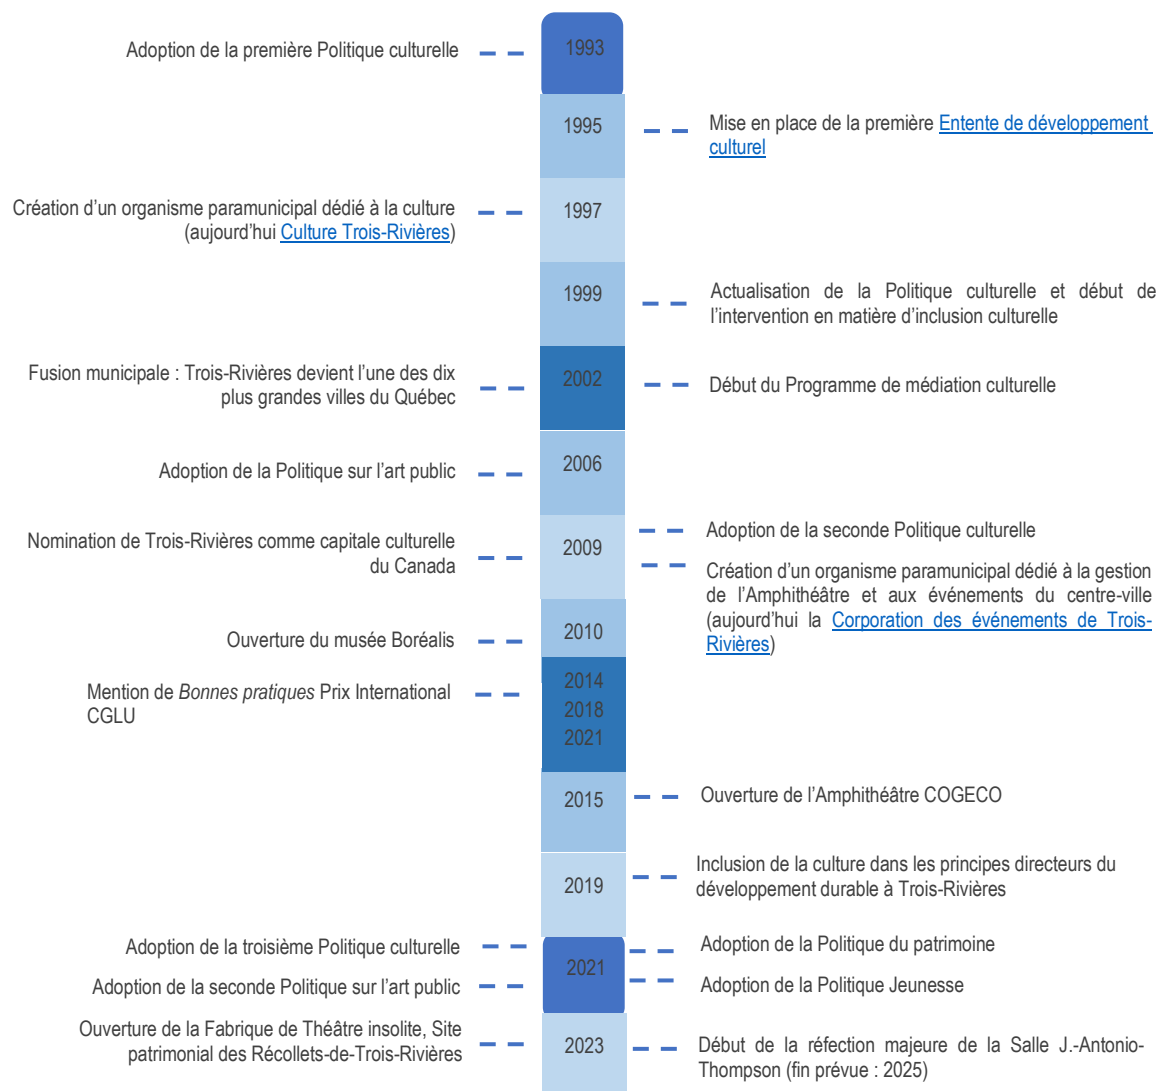 Adoption de la première Politique culturelle
1993
1995
Mise en place de la première Entente de développement
culturel
Création d’un organisme paramunicipal dédié à la culture
(aujourd’hui Culture Trois-Rivières)
1997
1999
Actualisation de la Politique culturelle et début de
l’intervention en matière d’inclusion culturelle
Fusion municipale : Trois-Rivières devient l’une des dix
plus grandes villes du Québec
2002
Début du Programme de médiation culturelle
Adoption de la Politique sur l’art public
2006
Nomination de Trois-Rivières comme capitale culturelle
du Canada
2009
Adoption de la seconde Politique culturelle
Création d’un organisme paramunicipal dédié à la gestion
de l’Amphithéâtre et aux événements du centre-ville
(aujourd’hui la Corporation des événements de Trois-
Rivières)
Ouverture du musée Boréalis
2010
Mention de Bonnes pratiques Prix International
CGLU
2014
2018
2021
2015
Ouverture de l’Amphithéâtre COGECO
2019
Inclusion de la culture dans les principes directeurs du
développement durable à Trois-Rivières
Adoption de la troisième Politique culturelle
Adoption de la seconde Politique sur l’art public
2021
Adoption de la Politique du patrimoine
Adoption de la Politique Jeunesse
Ouverture de la Fabrique de Théâtre insolite, Site
patrimonial des Récollets-de-Trois-Rivières
2023
Début de la réfection majeure de la Salle J.-Antonio-
Thompson (fin prévue : 2025)